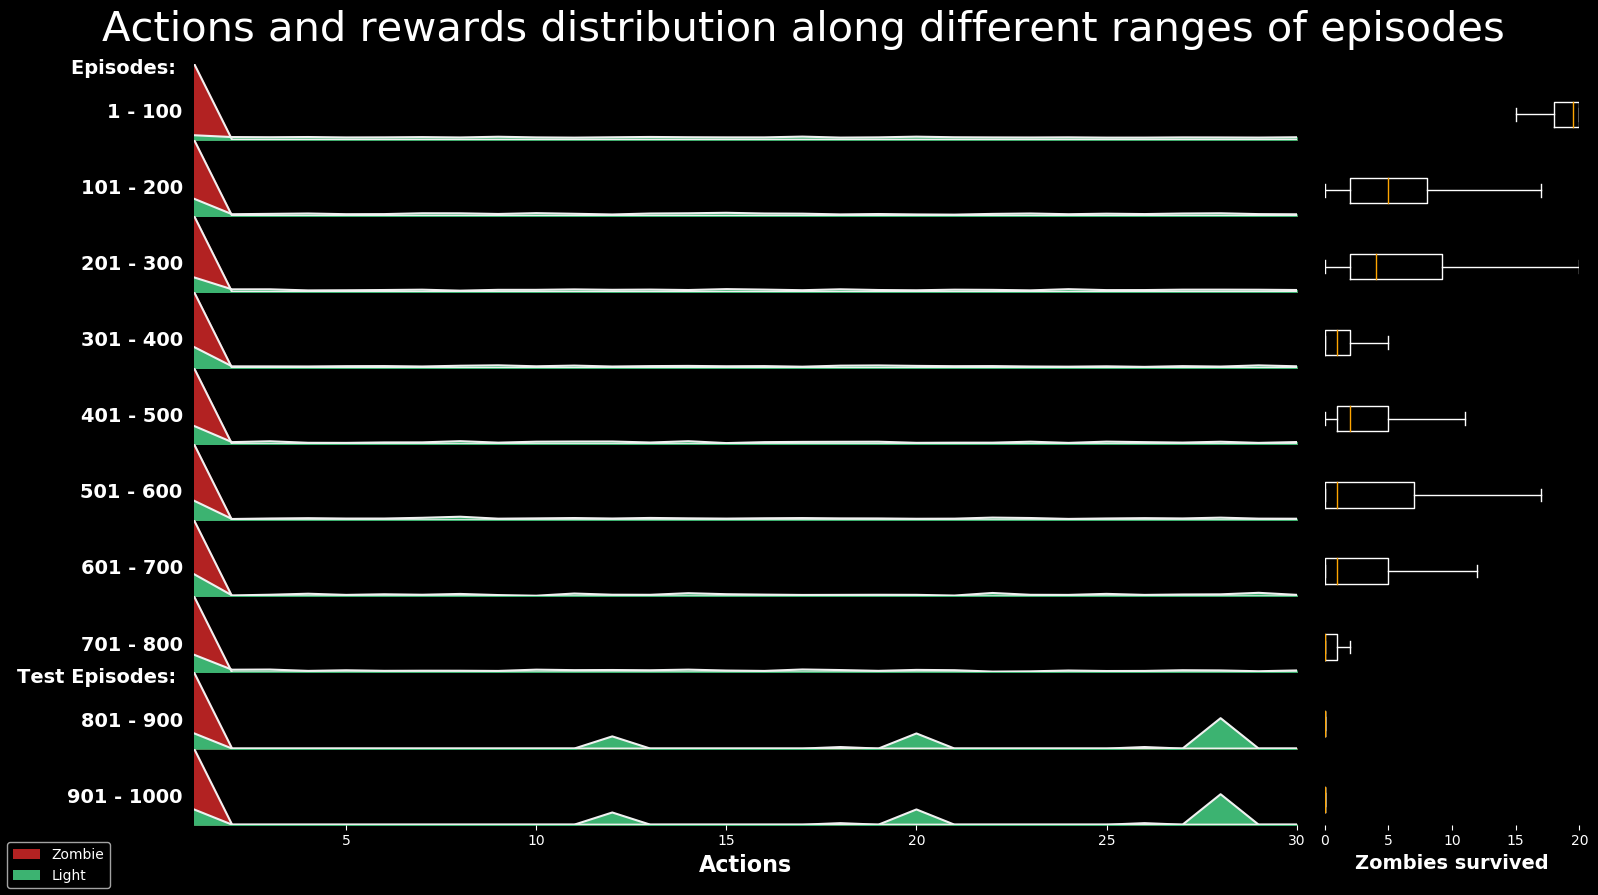 Actions and rewards distribution along different ranges of episodes
Episodes:
1 - 100
101 - 200
201 - 300
301 - 400
401 - 500
501 - 600
601 - 700
701 - 800
Test Episodes:
801 - 900
901 - 1000
5 10 15 20 25 30
Actions
0 5 10 15 20
Zombies survived
Zombie
Light